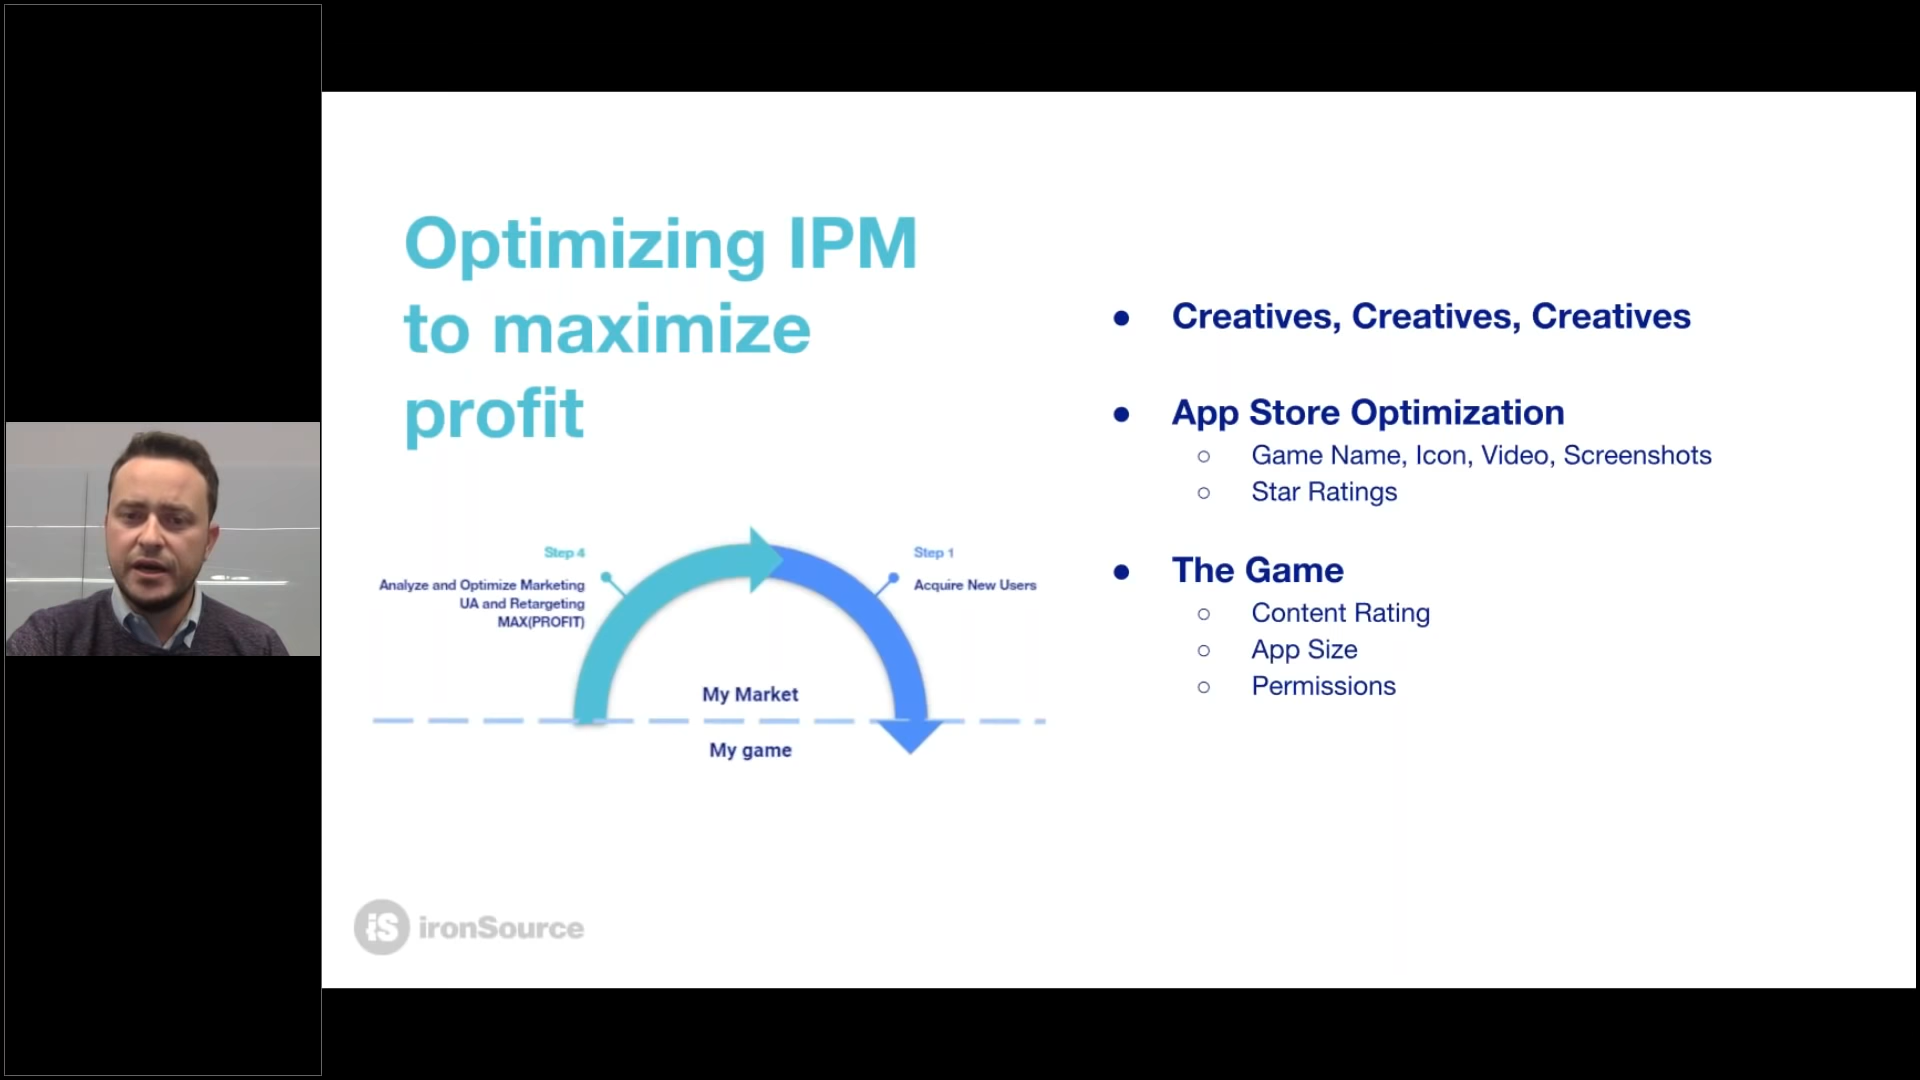 Optimizing IPM
to maximize
profit
Step 4
Analyze and Optimize Marketing
UA and Retargeting
MAX(PROFIT)
Step 1
Acquire New Users
My Market
My game
● Creatives, Creatives, Creatives
● App Store Optimization
○ Game Name, Icon, Video, Screenshots
○ Star Ratings
● The Game
○ Content Rating
○ App Size
○ Permissions
iS ironSource